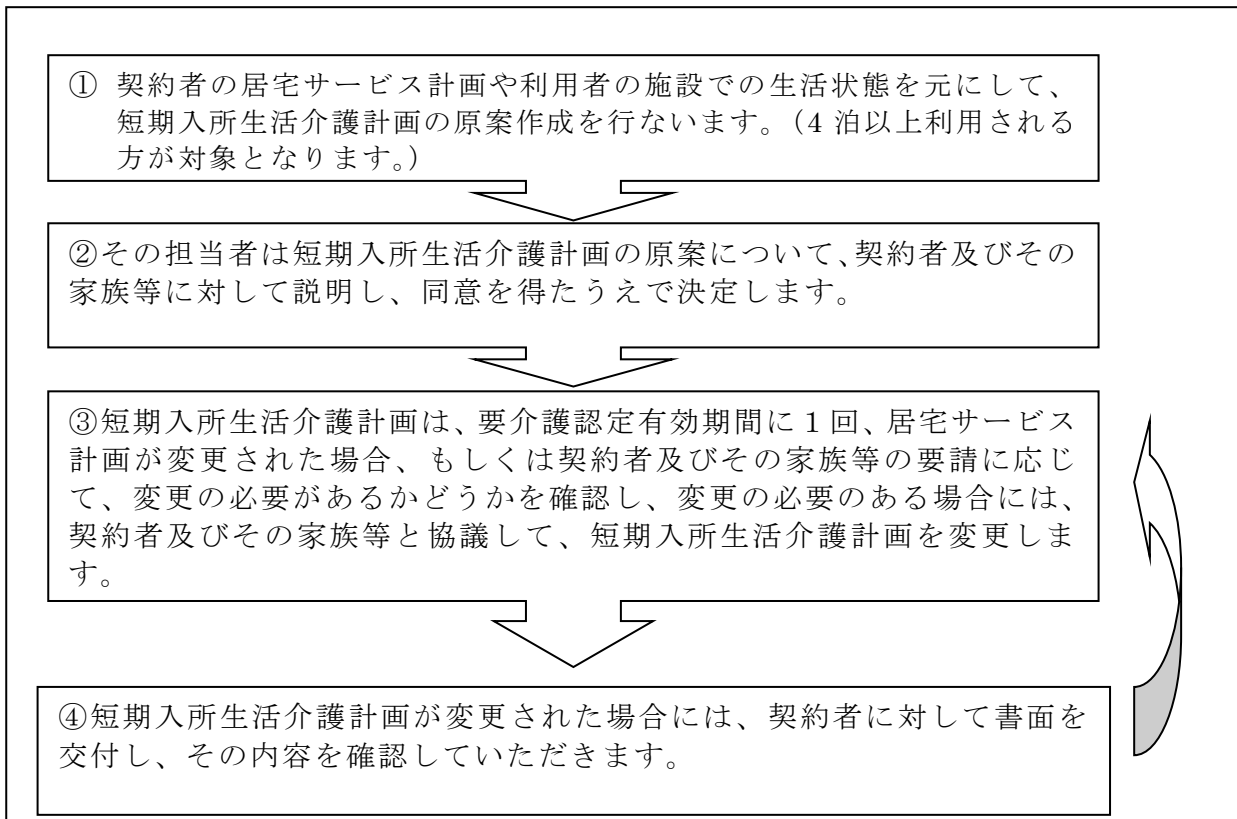 ① 契約者の居宅サービス計画や利用者の施設での生活状態を元にして、
短期入所生活介護計画の原案作成を行ないます。（4 泊以上利用される
方が対象となります。）
②その担当者は短期入所生活介護計画の原案について、契約者及びその
家族等に対して説明し、同意を得たうえで決定します。
③短期入所生活介護計画は、要介護認定有効期間に 1 回、居宅サービス
計画が変更された場合、もしくは契約者及びその家族等の要請に応じ
て、変更の必要があるかどうかを確認し、変更の必要のある場合には、
契約者及びその家族等と協議して、短期入所生活介護計画を変更しま
す。
④短期入所生活介護計画が変更された場合には、契約者に対して書面を
交付し、その内容を確認していただきます。